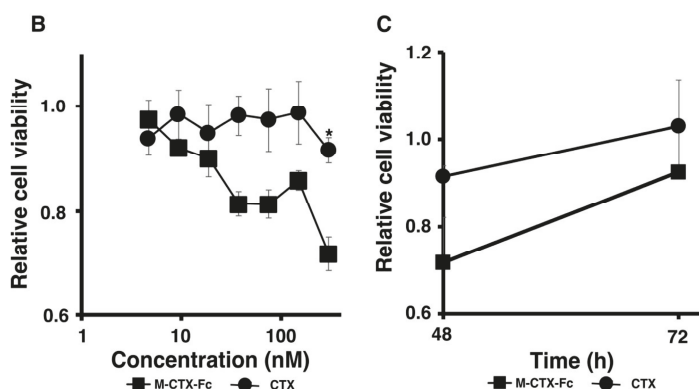 B
Relative cell viability
1.0
0.8
0.6
*
1
10
100
Concentration (nM)
M-CTX-Fc
CTX
C
Relative cell viability
1.2
1.0
0.8
0.6
48
72
Time (h)
M-CTX-Fc
CTX